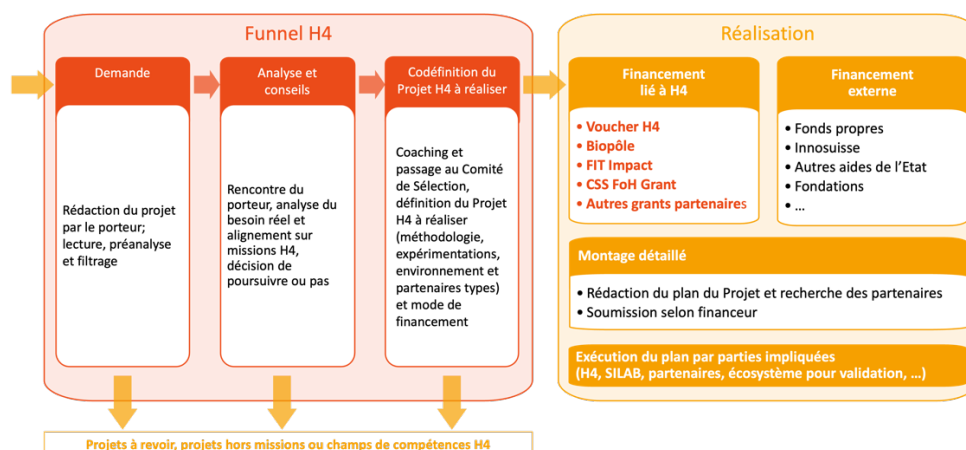 Funnel H4
Demande
Rédaction du projet
par le porteur;
lecture, préanalyse
et filtrage
Analyse et
conseils
Rencontre du
porteur, analyse du
besoin réel et
alignement sur
missions H4,
décision de
poursuivre ou pas
Codéfinition du
Projet H4 à réaliser
Coaching et
passage au Comité
de Sélection,
définition du Projet
H4 à réaliser
(méthodologie,
expérimentations,
environnement et
partenaires types)
et mode de
financement
Projets à revoir, projets hors missions ou champs de compétences H4
Réalisation
Financement
lié à H4
• Voucher H4
• Biopôle
• FIT Impact
• CSS FoH Grant
• Autres grants partenaires
Financement
externe
• Fonds propres
• Innosuisse
• Autres aides de l'Etat
• Fondations
• ...
Montage détaillé
• Rédaction du plan du Projet et recherche des partenaires
• Soumission selon financeur
Exécution du plan par parties impliquées
(H4, SILAB, partenaires, écosystème pour validation, ...)